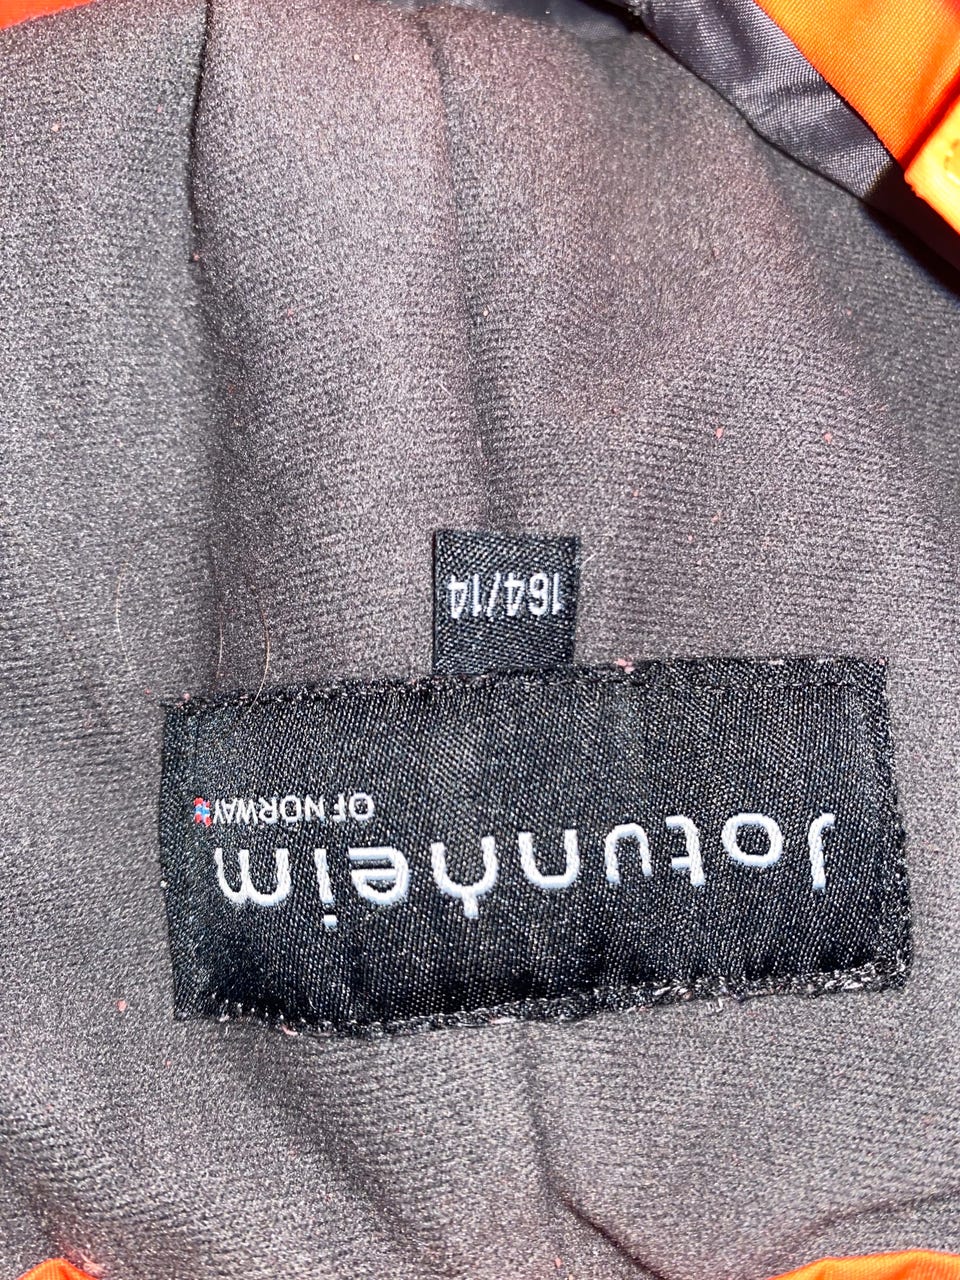 Jotunheim
OF NORWAY
164/14